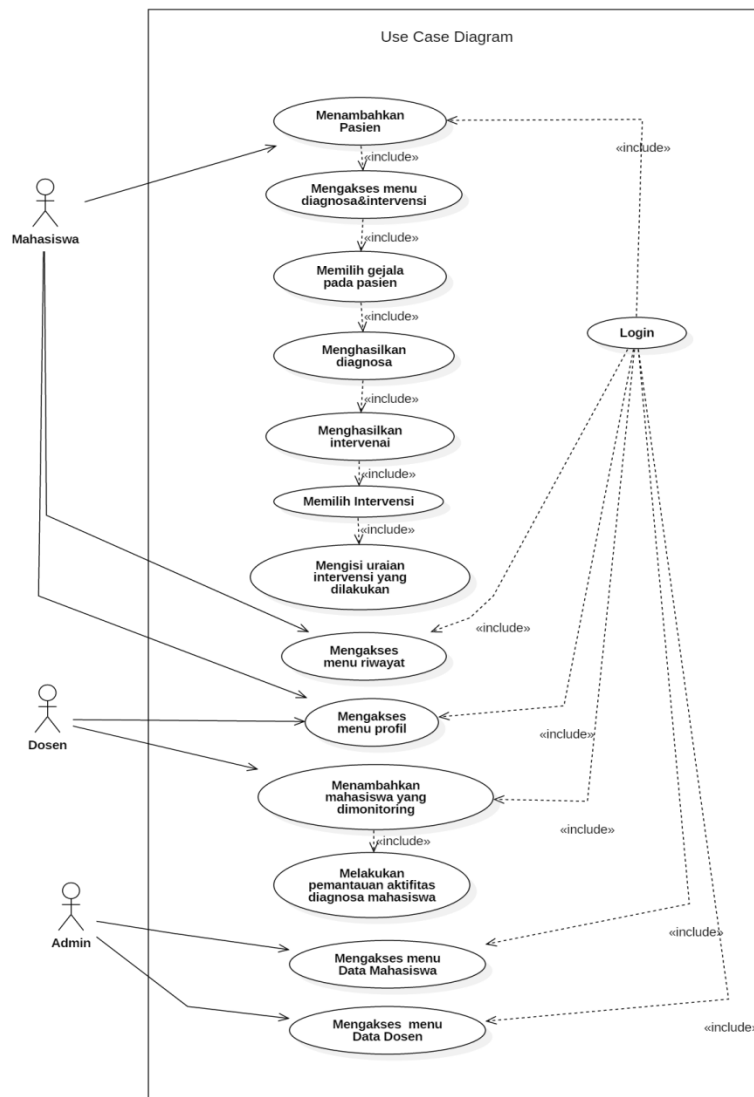 Use Case Diagram
Menambahkan
Pasien
«include»
«include»
Mengakses menu
diagnosa&intervensi
Mahasiswa
«include»
Memilih gejala
pada pasien
«include»
Login
Menghasilkan
diagnosa
«include»
Menghasilkan
intervenai
«include»
Memilih Intervensi
«include»
Mengisi uraian
intervensi yang
dilakukan
«include»
Mengakses
menu riwayat
Dosen
Mengakses
menu profil
«include»
Menambahkan
mahasiswa yang
dimonitoring
«include»
«include»
Melakukan
pemantauan aktifitas
diagnosa mahasiswa
Admin
«include»
Mengakses menu
Data Mahasiswa
«include»
Mengakses  menu
Data Dosen